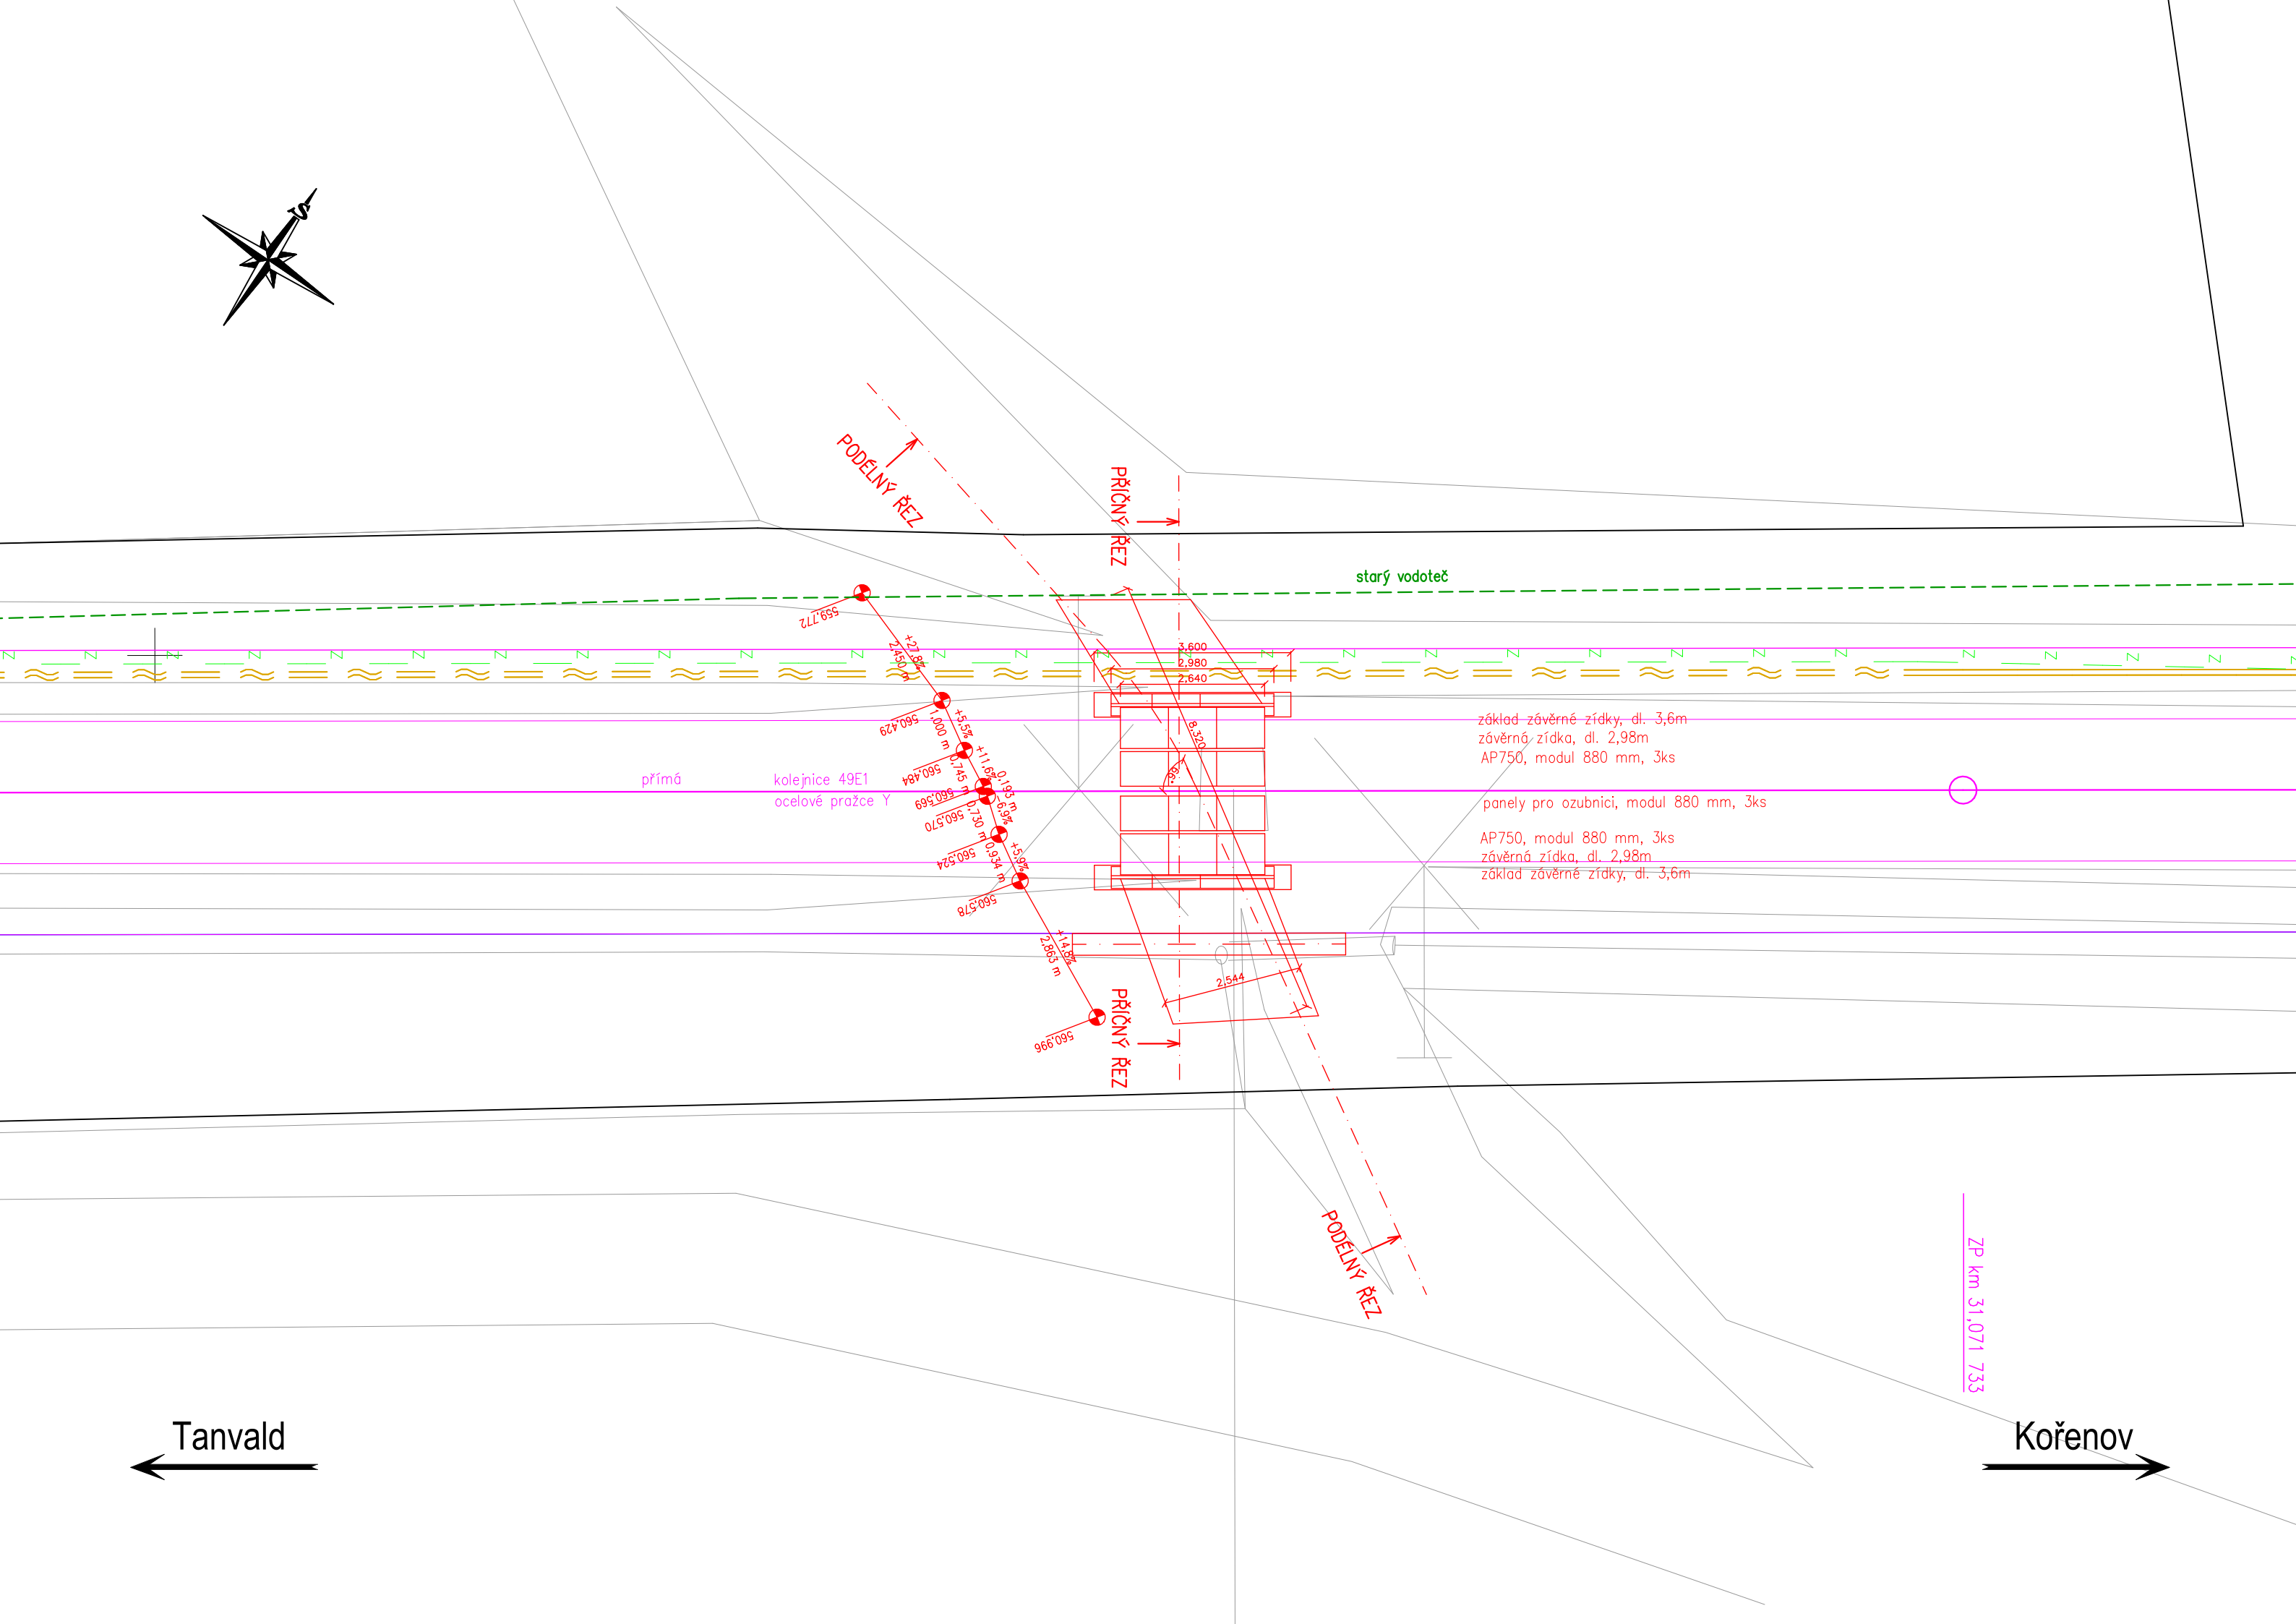 S
PODÉLNÝ ŘEZ
PŘÍČNÝ ŘEZ
starý vodoteč
559,772
+27,8%
2,450 m
3,600
2,980
2,640
560,429
+5,5%
1,000 m
8,320
základ závěrné zídky, dl. 3,6m
závěrná zídka, dl. 2,98m
AP750, modul 880 mm, 3ks
560,484
+11,6%
0,745 m
přímá
kolejnice 49E1
ocelové pražce Y
560,569
0,193 m
66°
panely pro ozubnici, modul 880 mm, 3ks
560,570
-6,9%
0,730 m
560,524
+5,9%
0,934 m
AP750, modul 880 mm, 3ks
závěrná zídka, dl. 2,98m
základ závěrné zídky, dl. 3,6m
560,578
+14,6%
2,863 m
2,544
560,996
PŘÍČNÝ ŘEZ
PODÉLNÝ ŘEZ
ZP km 31,071 733
Tanvald
Kořenov